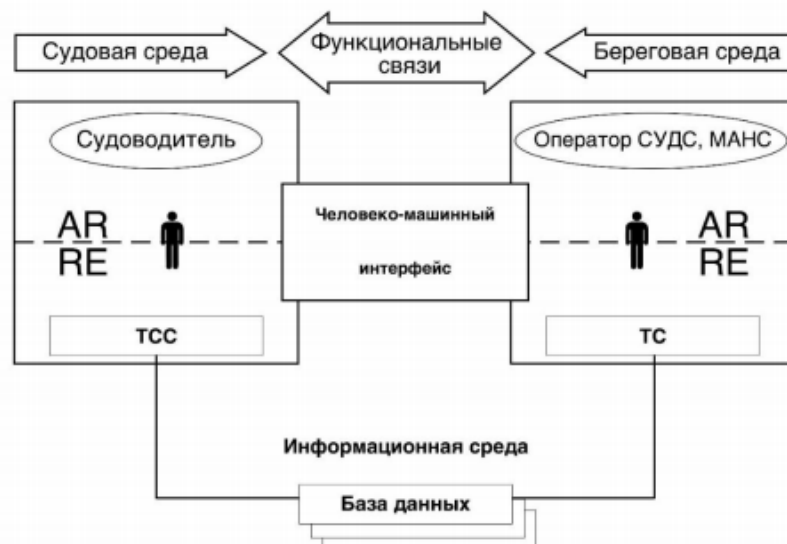 Судовая среда
Функциональные
связи
Береговая среда
Судоводитель
Оператор СУДС, МАНС
Человеко-машинный
интерфейс
AR
RE
AR
RE
ТСС
ТС
Информационная среда
База данных